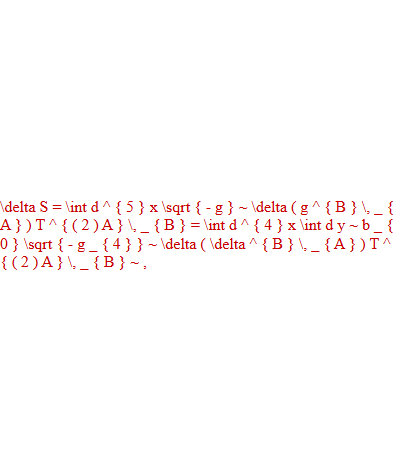 \delta S = \int d ^ { 5 } x \sqrt { - g } ~ \delta ( g ^ { B } \, _ {
A } ) T ^ { ( 2 ) A } \, _ { B } = \int d ^ { 4 } x \int d y ~ b _ {
0 } \sqrt { - g _ { 4 } } ~ \delta ( \delta ^ { B } \, _ { A } ) T ^
{ ( 2 ) A } \, _ { B } ~ ,